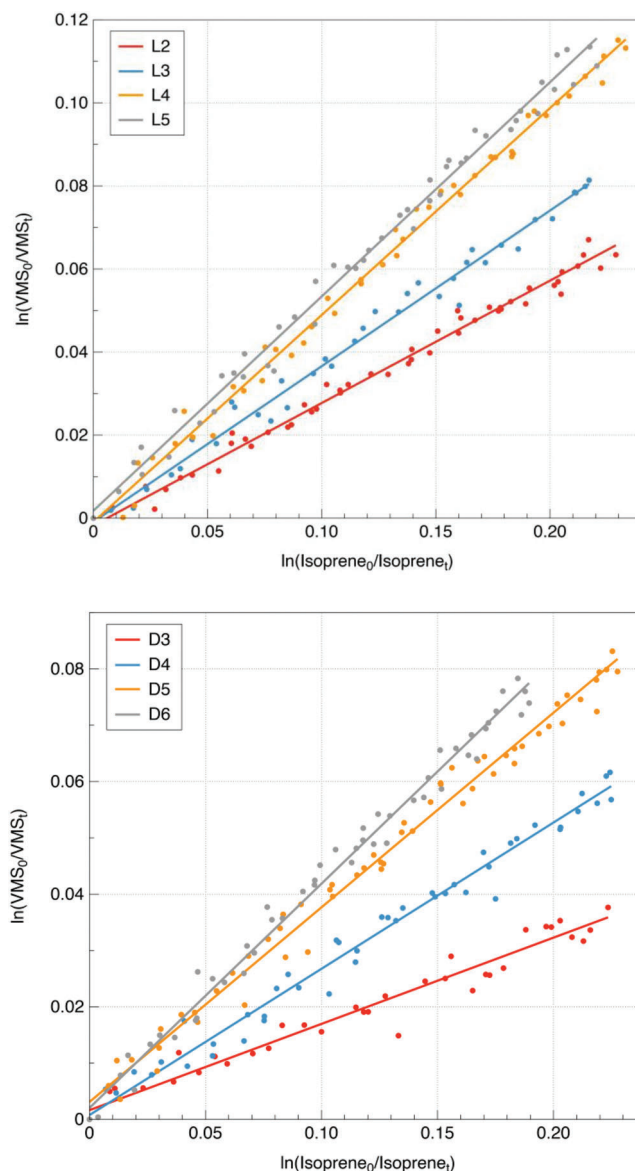 0.12
L2
L3
L4
L5
0.10
0.08
ln(VMS₀/VMSₜ)
0.06
0.04
0.02
0
0 0.05 0.10 0.15 0.20
ln(Isoprene₀/Isopreneₜ)
D3
D4
D5
D6
0.08
0.06
ln(VMS₀/VMSₜ)
0.04
0.02
0
0 0.05 0.10 0.15 0.20
ln(Isoprene₀/Isopreneₜ)